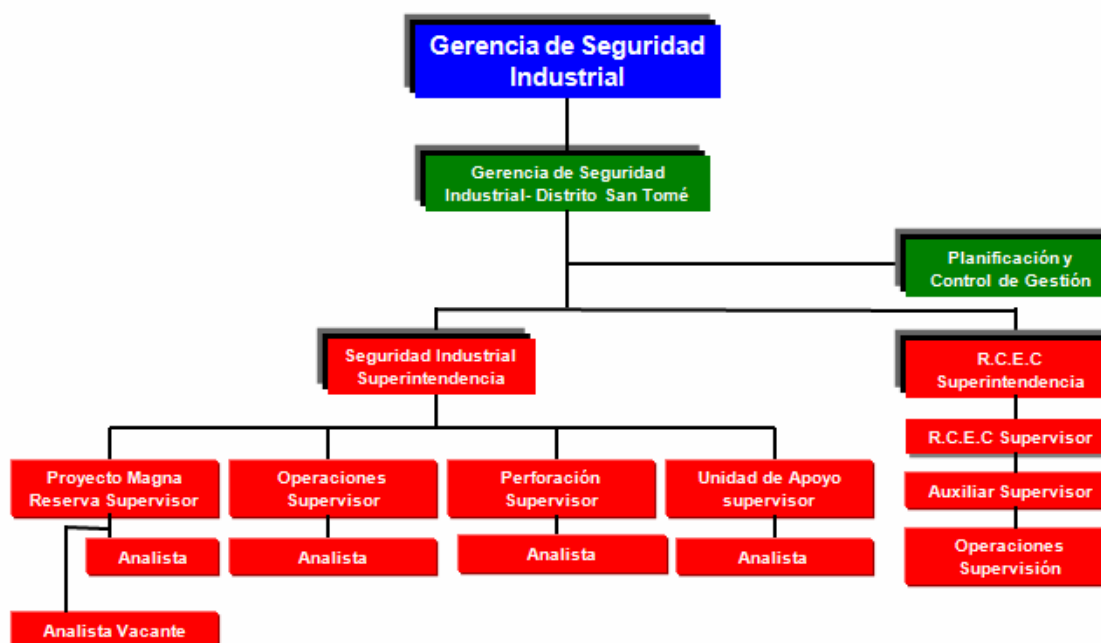 Gerencia de Seguridad
Industrial
Gerencia de Seguridad
Industrial- Distrito San Tomé
Planificación y
Control de Gestión
Seguridad Industrial
Superintendencia
R.C.E.C
Superintendencia
R.C.E.C Supervisor
Proyecto Magna
Reserva Supervisor
Operaciones
Supervisor
Perforación
Supervisor
Unidad de Apoyo
supervisor
Auxiliar Supervisor
Analista
Analista
Analista
Analista
Operaciones
Supervisión
Analista Vacante